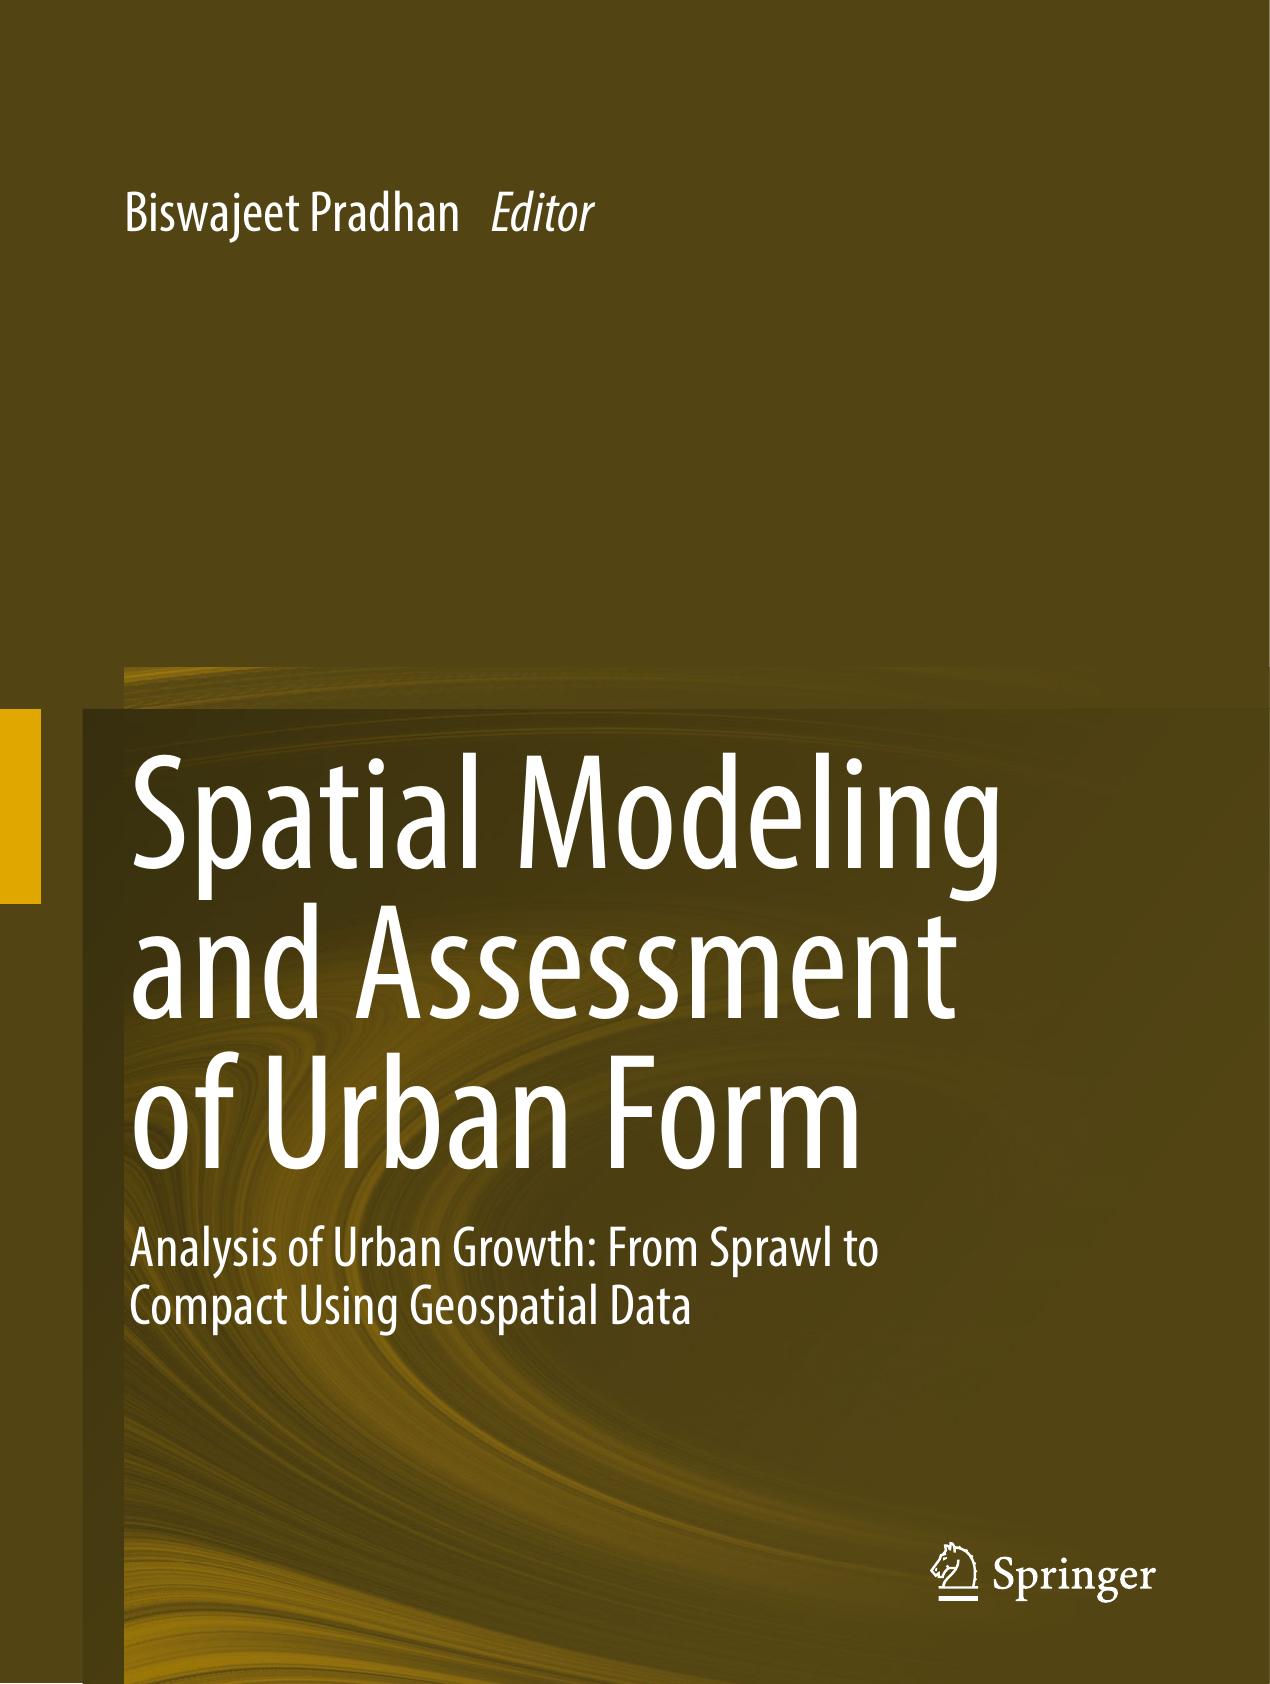 Biswajeet Pradhan Editor
Spatial Modeling
and Assessment
of Urban Form
Analysis of Urban Growth: From Sprawl to
Compact Using Geospatial Data
Springer